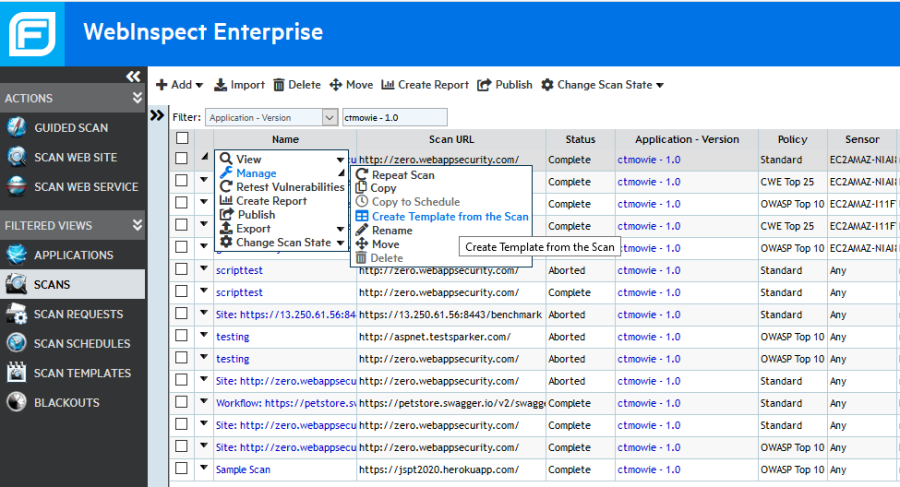 WebInspect Enterprise
Add Import Delete Move Create Report Publish Change Scan State
ACTIONS
GUIDED SCAN
SCAN WEB SITE
SCAN WEB SERVICE
FILTERED VIEWS
APPLICATIONS
SCANS
SCAN REQUESTS
SCAN SCHEDULES
SCAN TEMPLATES
BLACKOUTS
Filter: Application - Version ctmowie - 1.0
Name Scan URL Status Application - Version Policy Sensor
http://zero.webappsecurity.com/ Complete ctmowie - 1.0 Standard EC2AMAZ-NIAI
ctmowie - 1.0 CWE Top 25 EC2AMAZ-I11F
ctmowie - 1.0 OWASP Top 10 EC2AMAZ-NIAI
ctmowie - 1.0 CWE Top 25 EC2AMAZ-I11F
ctmowie - 1.0 OWASP Top 10 EC2AMAZ-NIAI
View
Manage
Retest Vulnerabilities
Create Report
Publish
Export
Change Scan State
Repeat Scan
Copy
Copy to Schedule
Create Template from the Scan
Rename
Move
Delete
Create Template from the Scan
scripttest http://zero.webappsecurity.com/ Aborted ctmowie - 1.0 Standard Any
scripttest http://zero.webappsecurity.com/ Complete ctmowie - 1.0 Standard Any
Site: https://13.250.61.56:84 https://13.250.61.56:8443/benchmark Aborted ctmowie - 1.0 Standard Any
testing http://aspnet.testsparker.com/ Aborted ctmowie - 1.0 OWASP Top 10 Any
testing http://zero.webappsecurity.com/ Aborted ctmowie - 1.0 OWASP Top 10 Any
Site: http://zero.webappsecu http://zero.webappsecurity.com/ Aborted ctmowie - 1.0 Standard Any
Workflow: https://petstore.sw https://petstore.swagger.io/v2/swagge Complete ctmowie - 1.0 Standard Any
Site: http://zero.webappsecu http://zero.webappsecurity.com/ Complete ctmowie - 1.0 Standard Any
Site: http://zero.webappsecu http://zero.webappsecurity.com/ Complete ctmowie - 1.0 OWASP Top 10 Any
Sample Scan https://jspt2020.herokuapp.com/ Complete ctmowie - 1.0 OWASP Top 10 Any